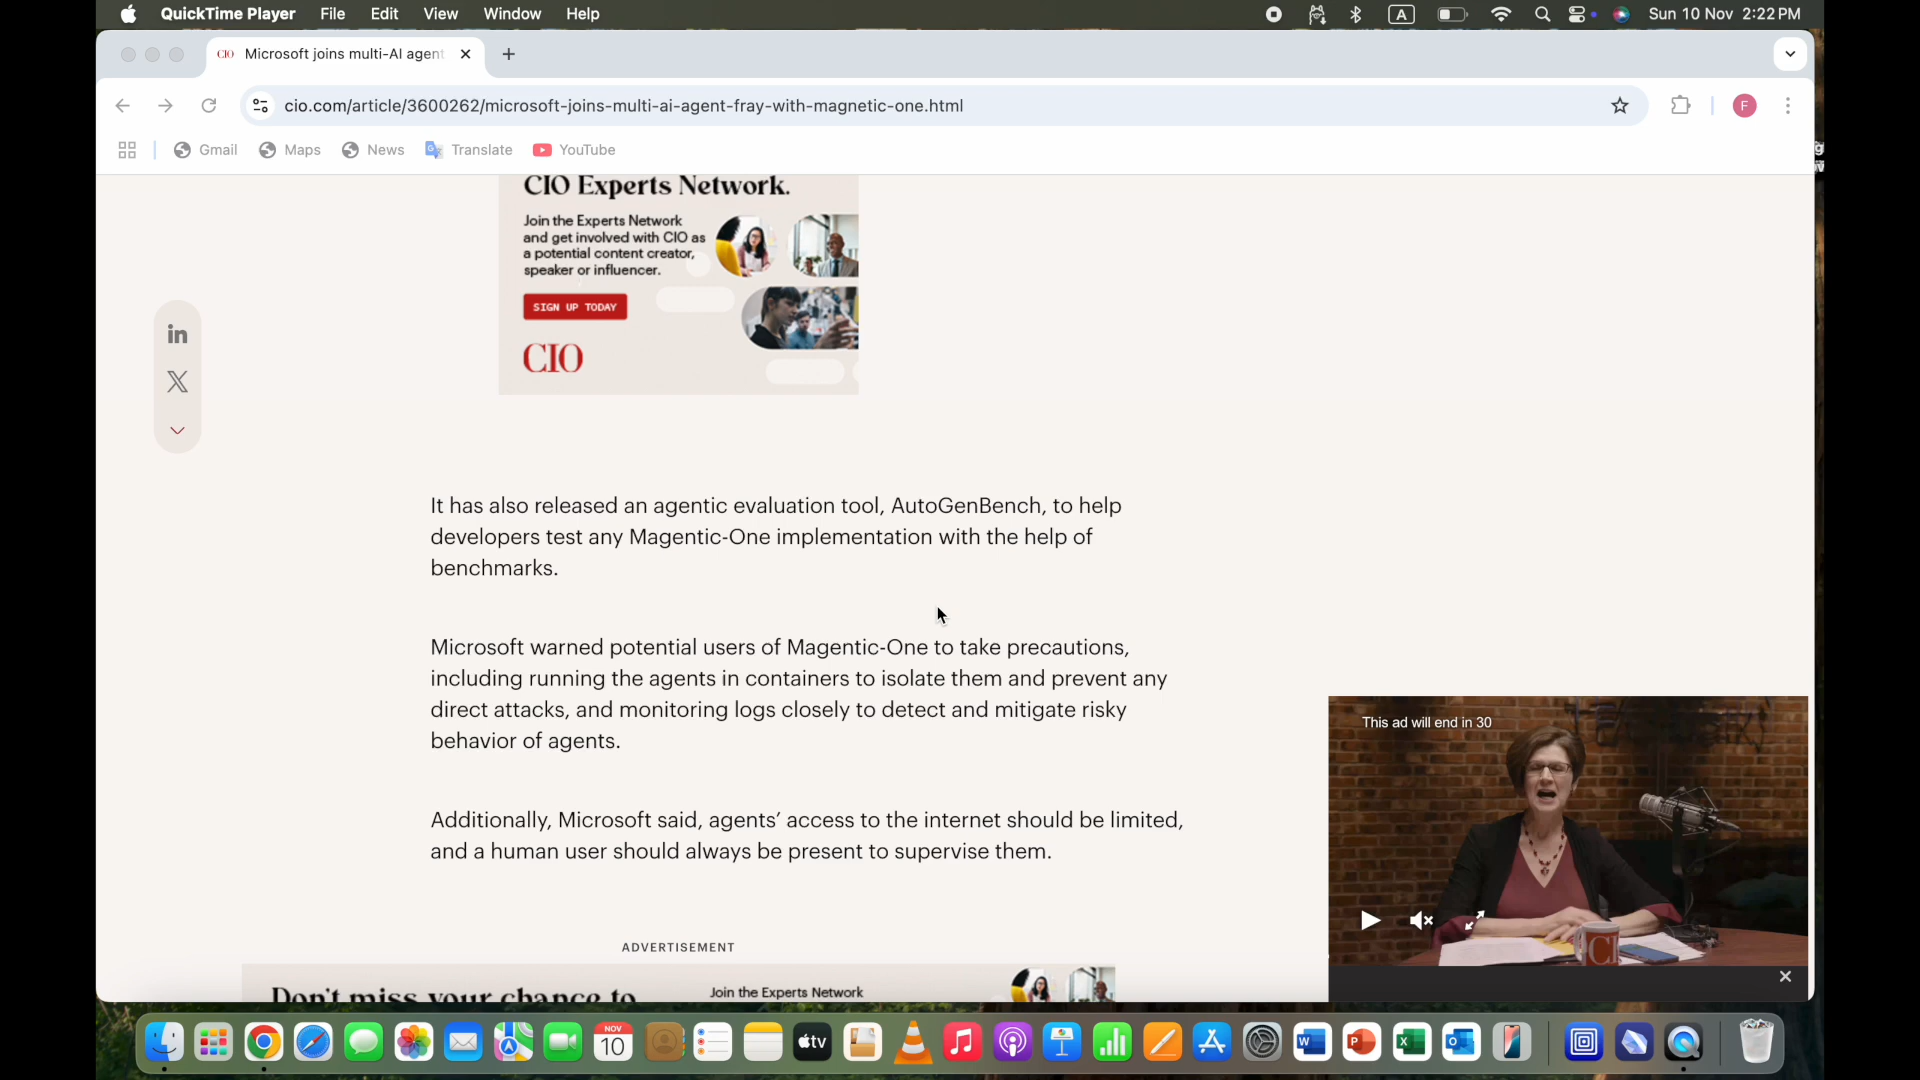 QuickTime Player File Edit View Window Help
A
Sun 10 Nov 2:22 PM
CIO Microsoft joins multi-AI agent
cio.com/article/3600262/microsoft-joins-multi-ai-agent-fray-with-magnetic-one.html
F
Gmail Maps News Translate YouTube
CIO Experts Network.
Join the Experts Network
and get involved with CIO as
a potential content creator,
speaker or influencer.
SIGN UP TODAY
CIO
in
X
It has also released an agentic evaluation tool, AutoGenBench, to help
developers test any Magentic-One implementation with the help of
benchmarks.
Microsoft warned potential users of Magentic-One to take precautions,
including running the agents in containers to isolate them and prevent any
direct attacks, and monitoring logs closely to detect and mitigate risky
behavior of agents.
Additionally, Microsoft said, agents’ access to the internet should be limited,
and a human user should always be present to supervise them.
This ad will end in 30
ADVERTISEMENT
Don't miss your chance to
Join the Experts Network
NOV
10
tv
W
P
X
O